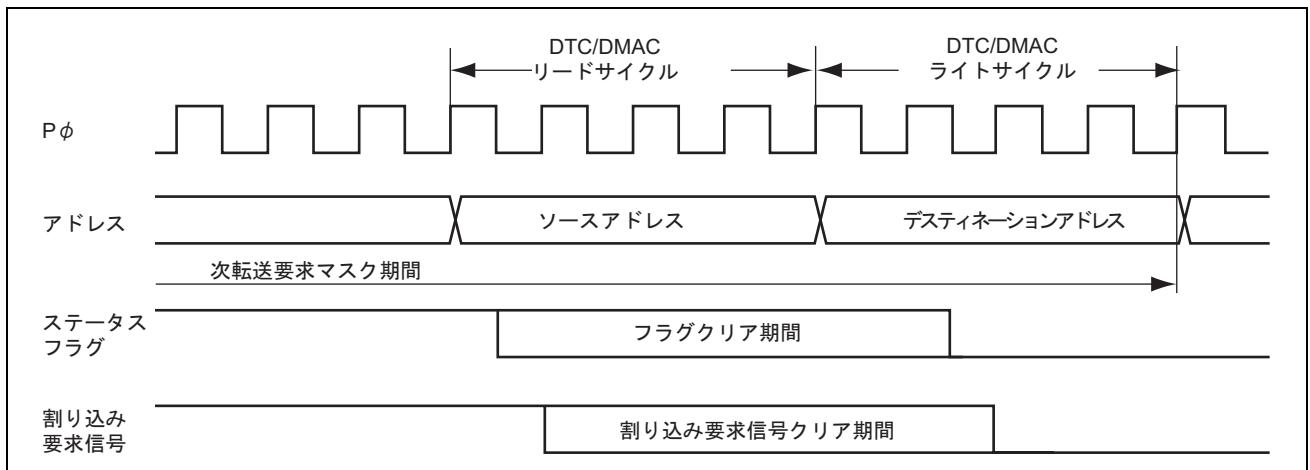 DTC/DMAC
リードサイクル
DTC/DMAC
ライトサイクル
Pφ
アドレス
ソースアドレス
デスティネーションアドレス
次転送要求マスク期間
ステータス
フラグ
フラグクリア期間
割り込み
要求信号
割り込み要求信号クリア期間